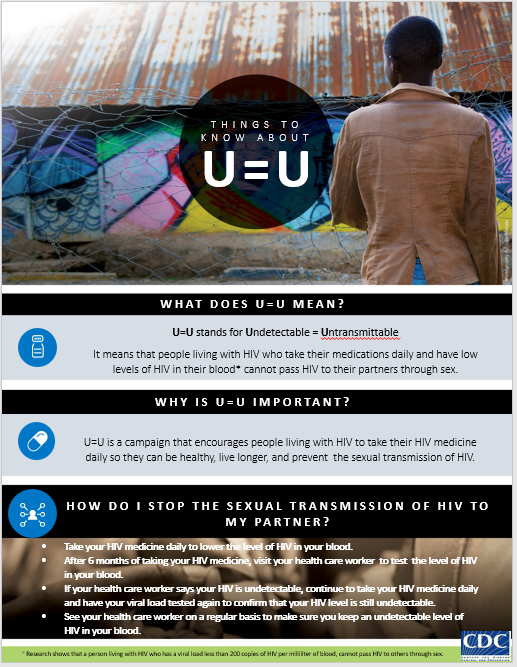 THINGS TO
KNOW ABOUT
U=U
WHAT DOES U=U MEAN?
U=U stands for Undetectable = Untransmittable
It means that people living with HIV who take their medications daily and have low
levels of HIV in their blood* cannot pass HIV to their partners through sex.
WHY IS U=U IMPORTANT?
U=U is a campaign that encourages people living with HIV to take their HIV medicine
daily so they can be healthy, live longer, and prevent the sexual transmission of HIV.
HOW DO I STOP THE SEXUAL TRANSMISSION OF HIV TO
MY PARTNER?
• Take your HIV medicine daily to lower the level of HIV in your blood.
• After 6 months of taking your HIV medicine, visit your health care worker to test the level of HIV
in your blood.
• If your health care worker says your HIV is undetectable, continue to take your HIV medicine daily
and have your viral load tested again to confirm that your HIV level is still undetectable.
• See your health care worker on a regular basis to make sure you keep an undetectable level of
HIV in your blood.
* Research shows that a person living with HIV who has a viral load less than 200 copies of HIV per milliliter of blood, cannot pass HIV to others through sex.
CDC